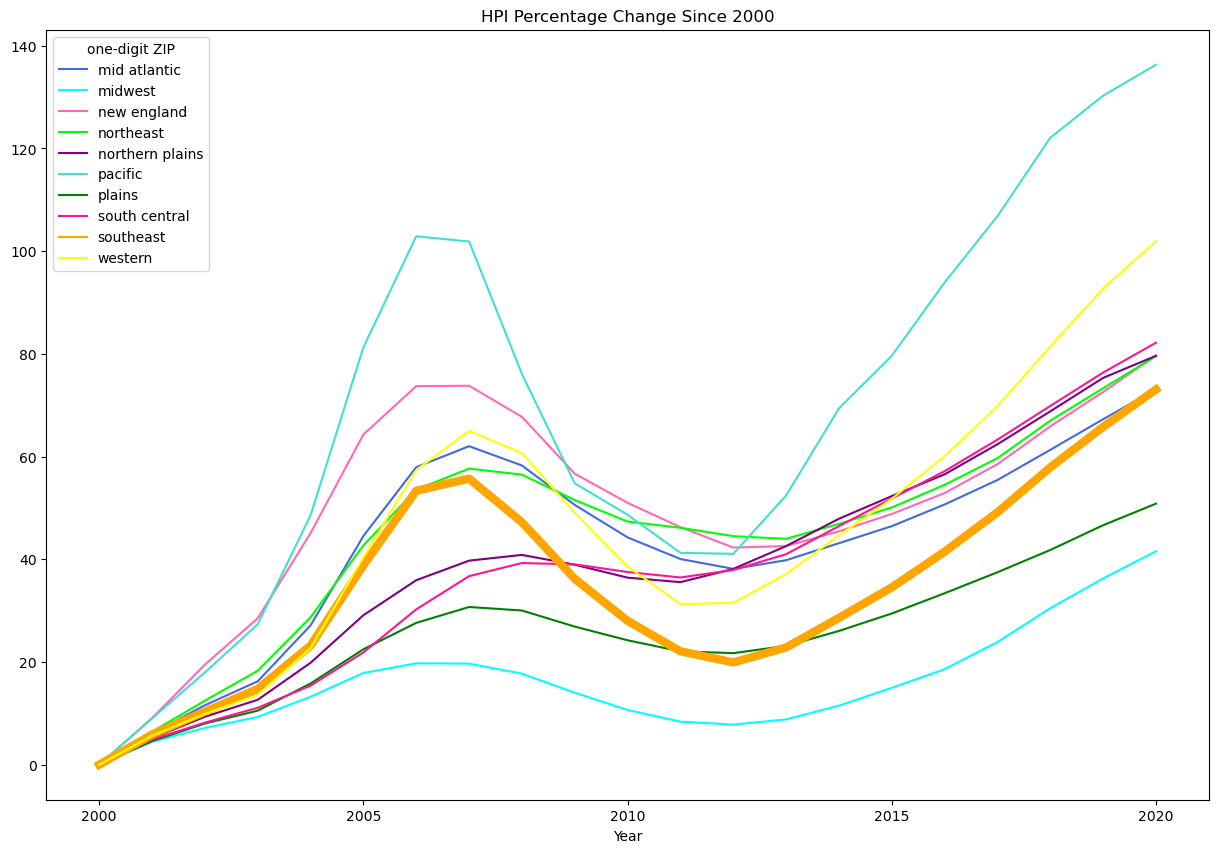 HPI Percentage Change Since 2000
140
120
100
80
60
40
20
0
one-digit ZIP
mid atlantic
midwest
new england
northeast
northern plains
pacific
plains
south central
southeast
western
2000 2005 2010 2015 2020
Year